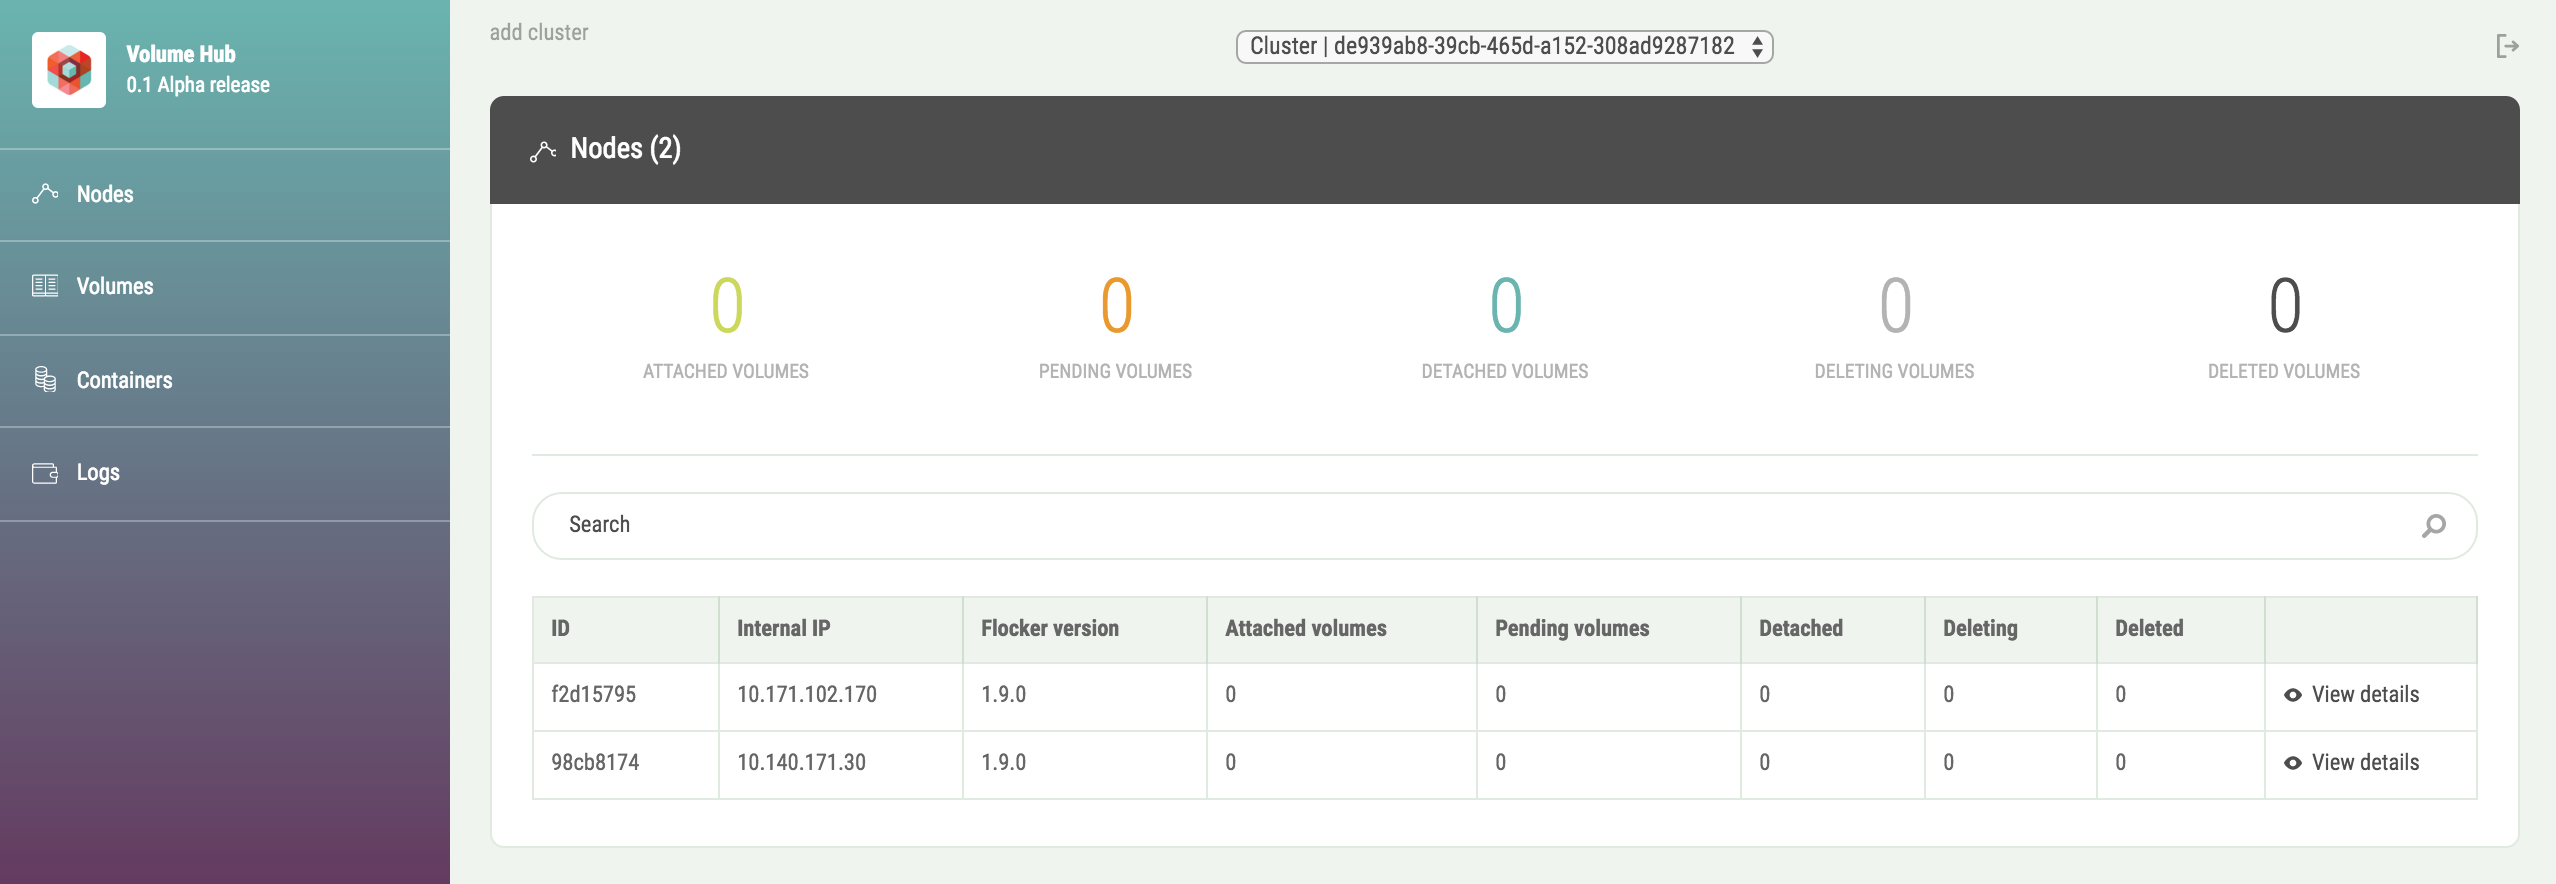 Volume Hub
0.1 Alpha release
Nodes
Volumes
Containers
Logs
add cluster
Cluster | de939ab8-39cb-465d-a152-308ad9287182
Nodes (2)
0 0 0 0 0
ATTACHED VOLUMES PENDING VOLUMES DETACHED VOLUMES DELETING VOLUMES DELETED VOLUMES
Search
ID Internal IP Flocker version Attached volumes Pending volumes Detached Deleting Deleted
f2d15795 10.171.102.170 1.9.0 0 0 0 0 0 View details
98cb8174 10.140.171.30 1.9.0 0 0 0 0 0 View details